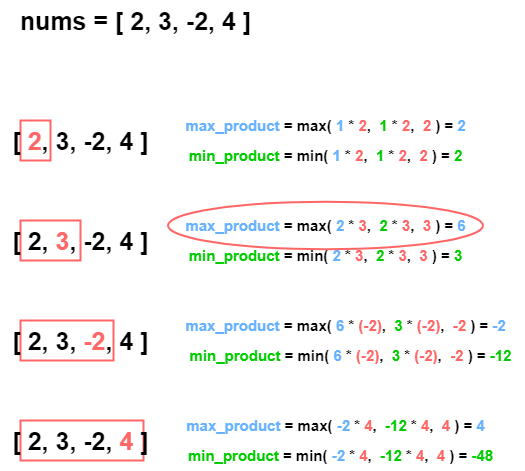 nums = [ 2, 3, -2, 4 ]
[ 2, 3, -2, 4 ]
max_product = max( 1 * 2, 1 * 2, 2 ) = 2
min_product = min( 1 * 2, 1 * 2, 2 ) = 2
[ 2, 3, -2, 4 ]
max_product = max( 2 * 3, 2 * 3, 3 ) = 6
min_product = min( 2 * 3, 2 * 3, 3 ) = 3
[ 2, 3, -2, 4 ]
max_product = max( 6 * (-2), 3 * (-2), -2 ) = -2
min_product = min( 6 * (-2), 3 * (-2), -2 ) = -12
[ 2, 3, -2, 4 ]
max_product = max( -2 * 4, -12 * 4, 4 ) = 4
min_product = min( -2 * 4, -12 * 4, 4 ) = -48